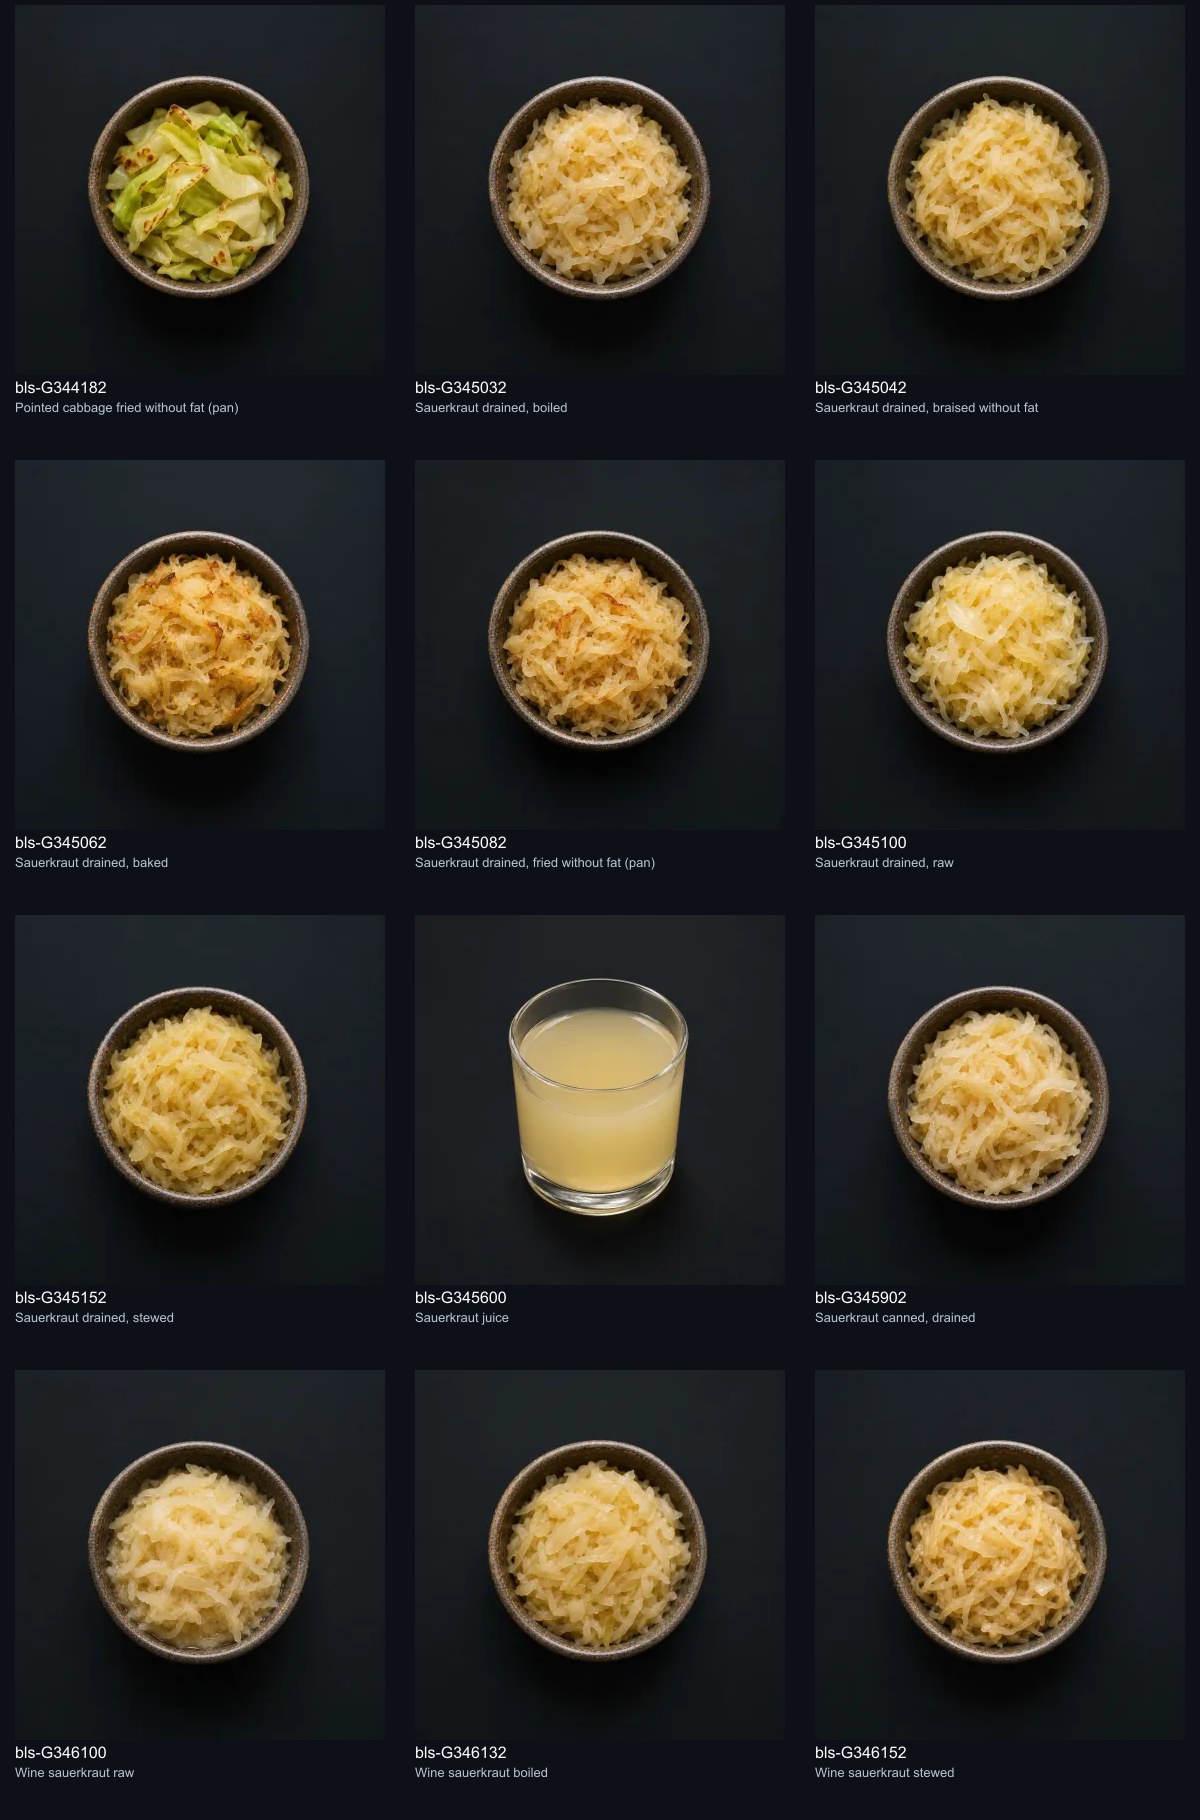 bls-G344182
Pointed cabbage fried without fat (pan)
bls-G345032
Sauerkraut drained, boiled
bls-G345042
Sauerkraut drained, braised without fat
bls-G345062
Sauerkraut drained, baked
bls-G345082
Sauerkraut drained, fried without fat (pan)
bls-G345100
Sauerkraut drained, raw
bls-G345152
Sauerkraut drained, stewed
bls-G345600
Sauerkraut juice
bls-G345902
Sauerkraut canned, drained
bls-G346100
Wine sauerkraut raw
bls-G346132
Wine sauerkraut boiled
bls-G346152
Wine sauerkraut stewed